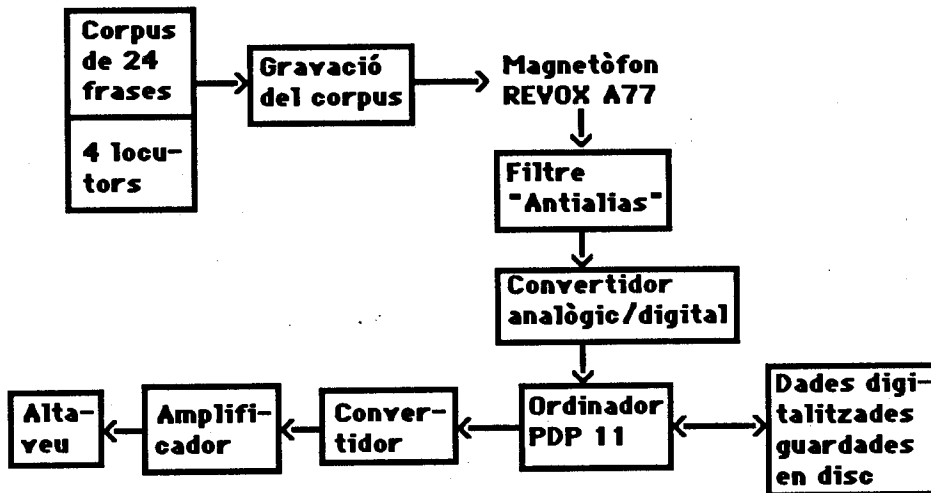 Corpus
de 24
frases
4 locu-
tors
Gravació
del corpus
Magnetòfon
REVOX A77
Filtre
"Antialias"
Convertidor
analògic/digital
Ordinador
PDP 11
Dades digi-
talitzades
guardades
en disc
Conver-
tidor
Amplifi-
cador
Alta-
veu